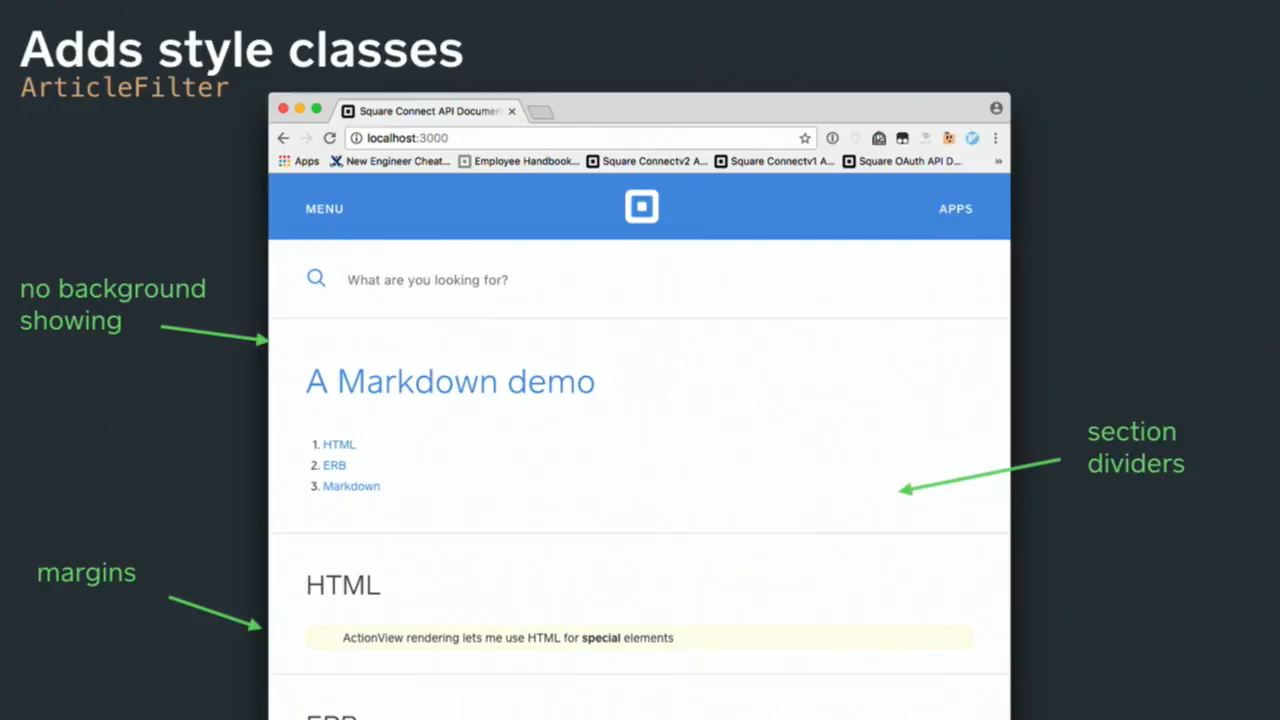 Adds style classes
ArticleFilter
Square Connect API Documen
localhost:3000
Apps New Engineer Cheat... Employee Handbook... Square Connectv2 A... Square Connectv1 A... Square OAuth API D... »
MENU
APPS
What are you looking for?
no background
showing
A Markdown demo
1. HTML
2. ERB
3. Markdown
section
dividers
margins
HTML
ActionView rendering lets me use HTML for special elements
ERB